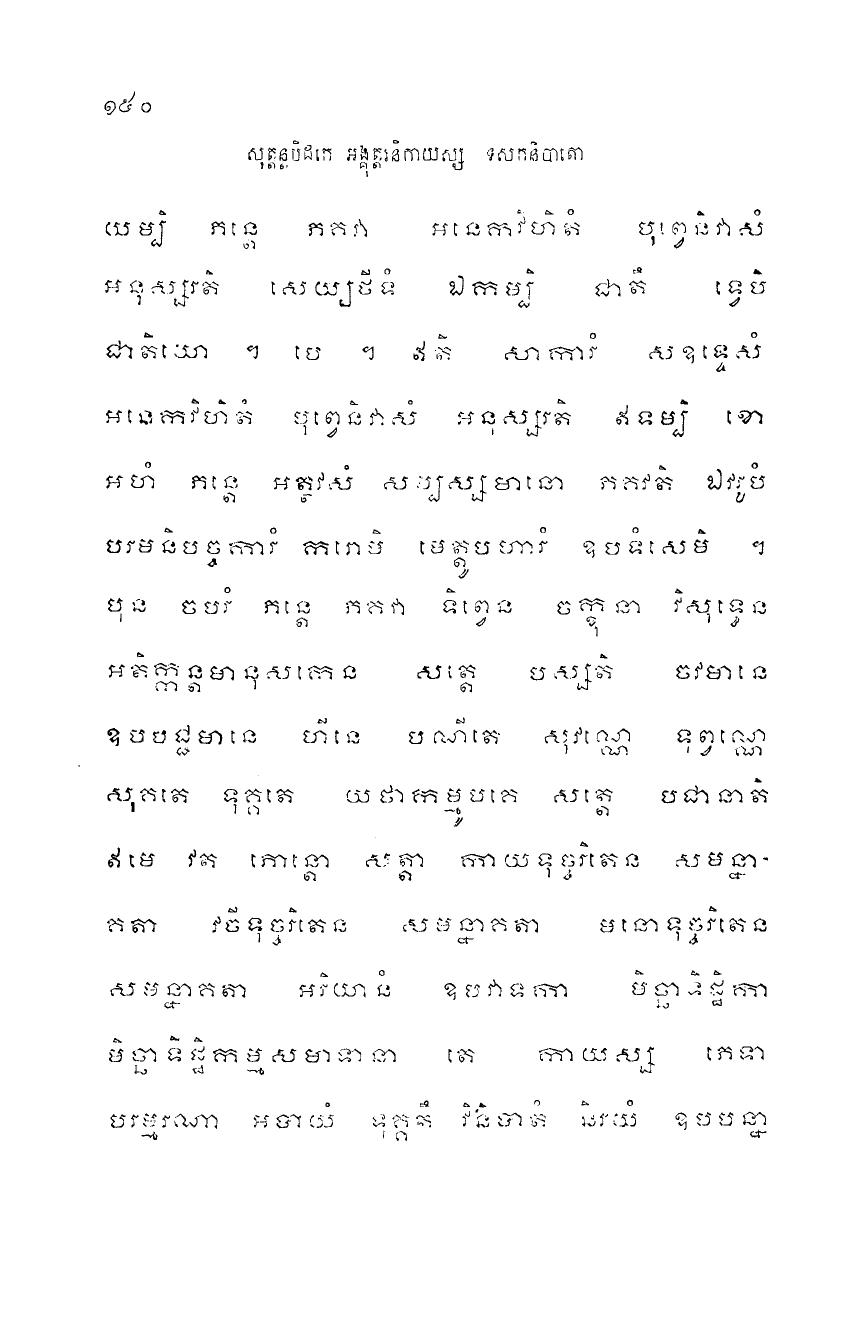 ១៥០
សុត្តន្តបិដកេ អង្គុត្តរនិកាយស្ស ទសកនិបាតោ
យម្បិ ភន្តេ ភគវា អនេកវិហិតំ បុព្វេនិវាសំ
អនុស្សរតិ សេយ្យថីទំ ឯកម្បិ ជាតឹ ទ្វេបិ
ជាតិយោ ។ បេ ។ ឥតិ សាការំ សឧទ្ទេសំ
អនេកវិហិតំ បុព្វេនិវាសំ អនុស្សរតិ ឥទម្បិ ខោ
អហំ ភន្តេ អត្ថវសំ សម្បស្សមានោ ភគវតិ ឯវរូបំ
បរមនិបច្ចការំ ករោមិ មេត្តូបហារំ ឧបទំសេមិ ។
បុន ចបរំ ភន្តេ ភគវា ទិព្វេន ចក្ខុនា វិសុទ្ធេន
អតិក្កន្តមានុសកេន សត្តេ បស្សតិ ចវមានេ
ឧបបជ្ជមានេ ហីនេ បណីតេ សុវណ្ណេ ទុព្វណ្ណេ
សុគតេ ទុគ្គតេ យថាកម្មូបគេ សត្តេ បជានាតិ
ឥមេ វត ភោន្តោ សត្តា កាយទុច្ចរិតេន សមន្នា-
គតា វចីទុច្ចរិតេន សមន្នាគតា មនោទុច្ចរិតេន
សមន្នាគតា អរិយានំ ឧបវាទកា មិច្ឆាទិដ្ឋិកា
មិច្ឆាទិដ្ឋិកម្មសមាទានា តេ កាយស្ស ភេទា
បរម្មរណា អបាយំ ទុគ្គតឹ វិនិបាតំ និរយំ ឧបបន្នា